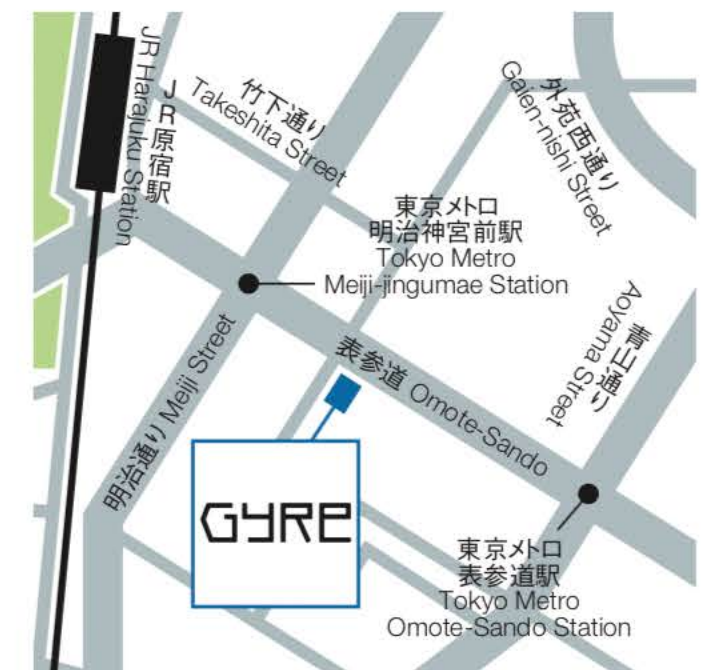 JR Harajuku Station
JR原宿駅
竹下通り
Takeshita Street
外苑西通り
Gaien-nishi Street
東京メトロ
明治神宮前駅
Tokyo Metro
Meiji-jingumae Station
青山通り
Aoyama Street
表参道 Omote-Sando
明治通り Meiji Street
GYRE
東京メトロ
表参道駅
Tokyo Metro
Omote-Sando Station